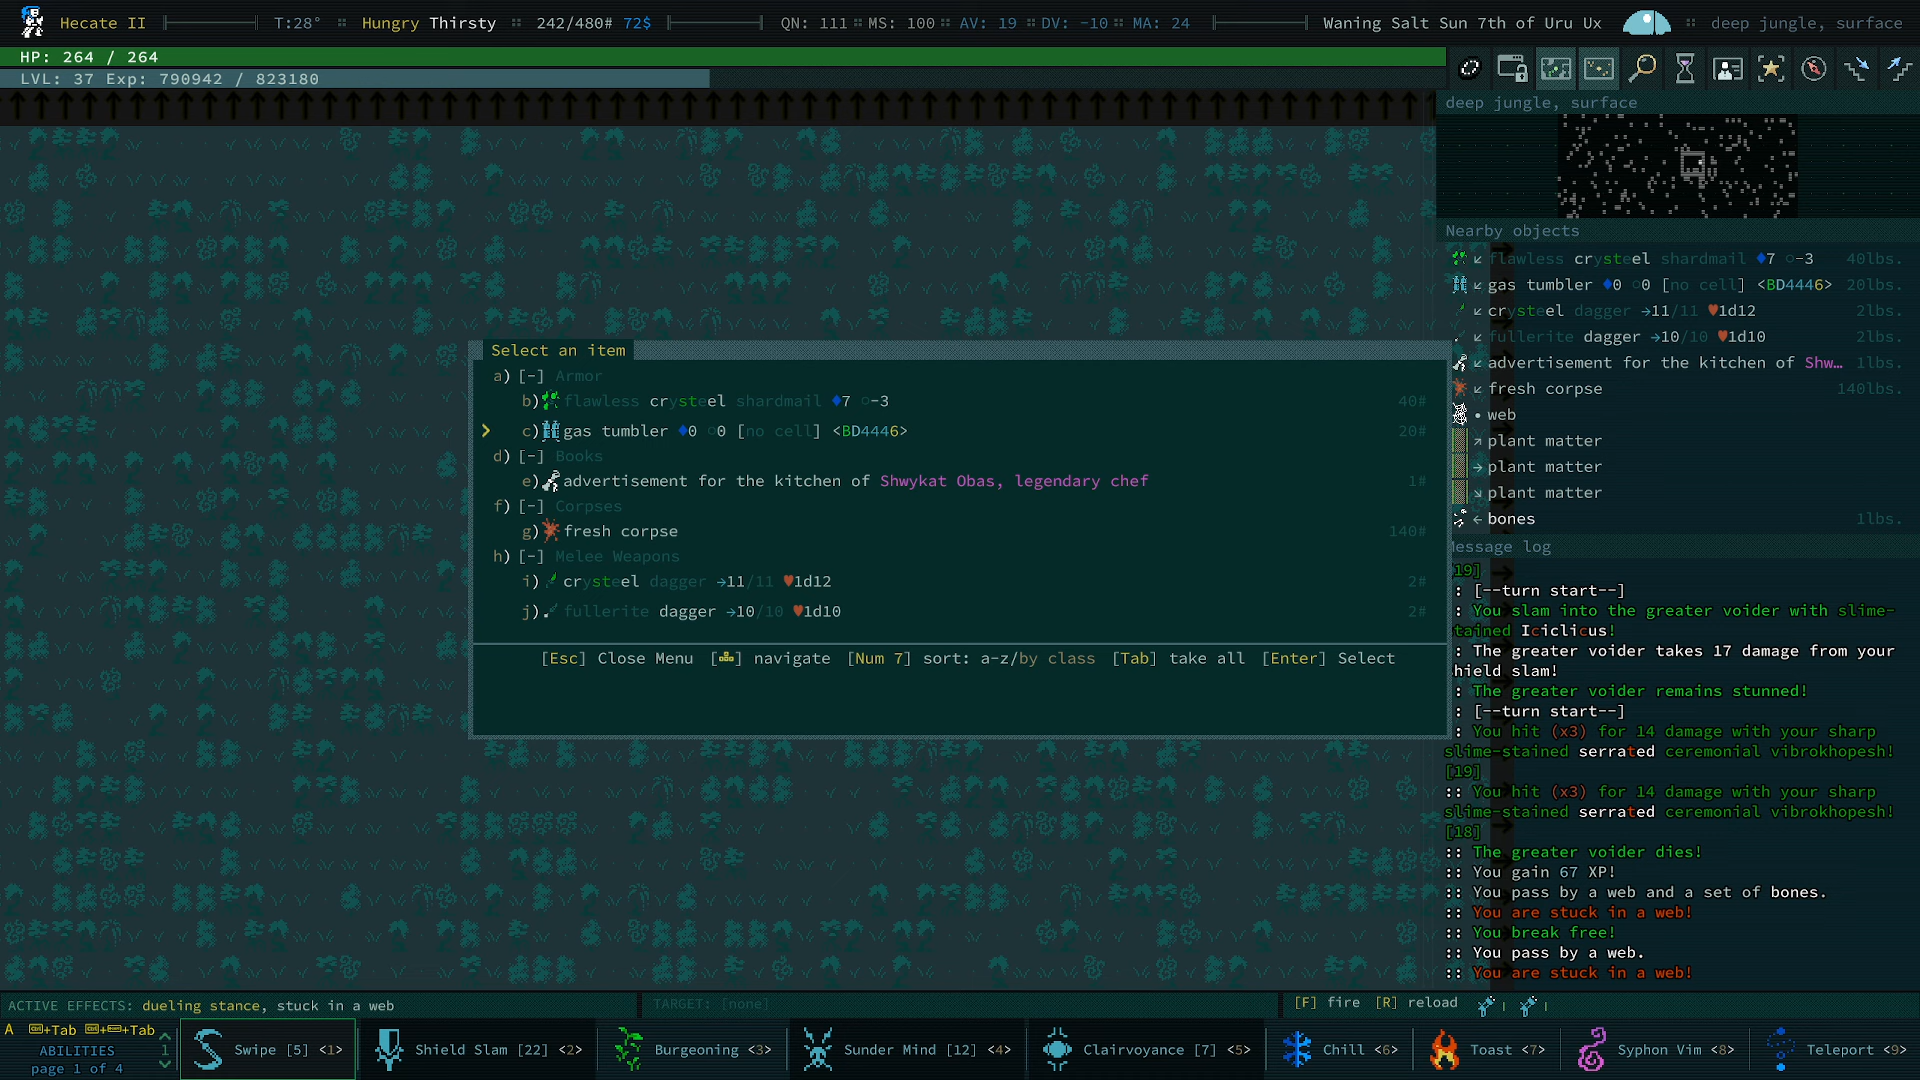 Hecate II T:28° Hungry Thirsty 242/480# 72$ QN: 111 MS: 100 AV: 19 DV: -10 MA: 24 Waning Salt Sun 7th of Uru Ux deep jungle, surface
HP: 264 / 264
LVL: 37 Exp: 790942 / 823180
deep jungle, surface
Nearby objects
flawless crysteel shardmail ♦7 ○-3 40lbs.
gas tumbler ♦0 ○0 [no cell] <BD4446> 20lbs.
crysteel dagger →11/11 ♥1d12 2lbs.
fullerite dagger →10/10 ♥1d10 2lbs.
advertisement for the kitchen of Shw… 1lbs.
fresh corpse 140lbs.
web
plant matter
plant matter
plant matter
bones 1lbs.
Select an item
a) [-] Armor
b) flawless crysteel shardmail ♦7 ○-3 40#
> c) gas tumbler ♦0 ○0 [no cell] <BD4446> 20#
d) [-] Books
e) advertisement for the kitchen of Shwykat Obas, legendary chef 1#
f) [-] Corpses
g) fresh corpse 140#
h) [-] Melee Weapons
i) crysteel dagger →11/11 ♥1d12 2#
j) fullerite dagger →10/10 ♥1d10 2#
[Esc] Close Menu [] navigate [Num 7] sort: a-z/by class [Tab] take all [Enter] Select
essage log
19]
: [--turn start--]
: You slam into the greater voider with slime-
tained Iciclicus!
: The greater voider takes 17 damage from your
hield slam!
: The greater voider remains stunned!
: [--turn start--]
: You hit (x3) for 14 damage with your sharp
slime-stained serrated ceremonial vibrokhopesh!
[19]
:: You hit (x3) for 14 damage with your sharp
slime-stained serrated ceremonial vibrokhopesh!
[18]
:: The greater voider dies!
:: You gain 67 XP!
:: You pass by a web and a set of bones.
:: You are stuck in a web!
:: You break free!
:: You pass by a web.
:: You are stuck in a web!
ACTIVE EFFECTS: dueling stance, stuck in a web
TARGET: [none]
[F] fire [R] reload
A +Tab +Tab
ABILITIES 1
page 1 of 4
Swipe [5] <1> Shield Slam [22] <2> Burgeoning <3> Sunder Mind [12] <4> Clairvoyance [7] <5> Chill <6> Toast <7> Syphon Vim <8> Teleport <9>